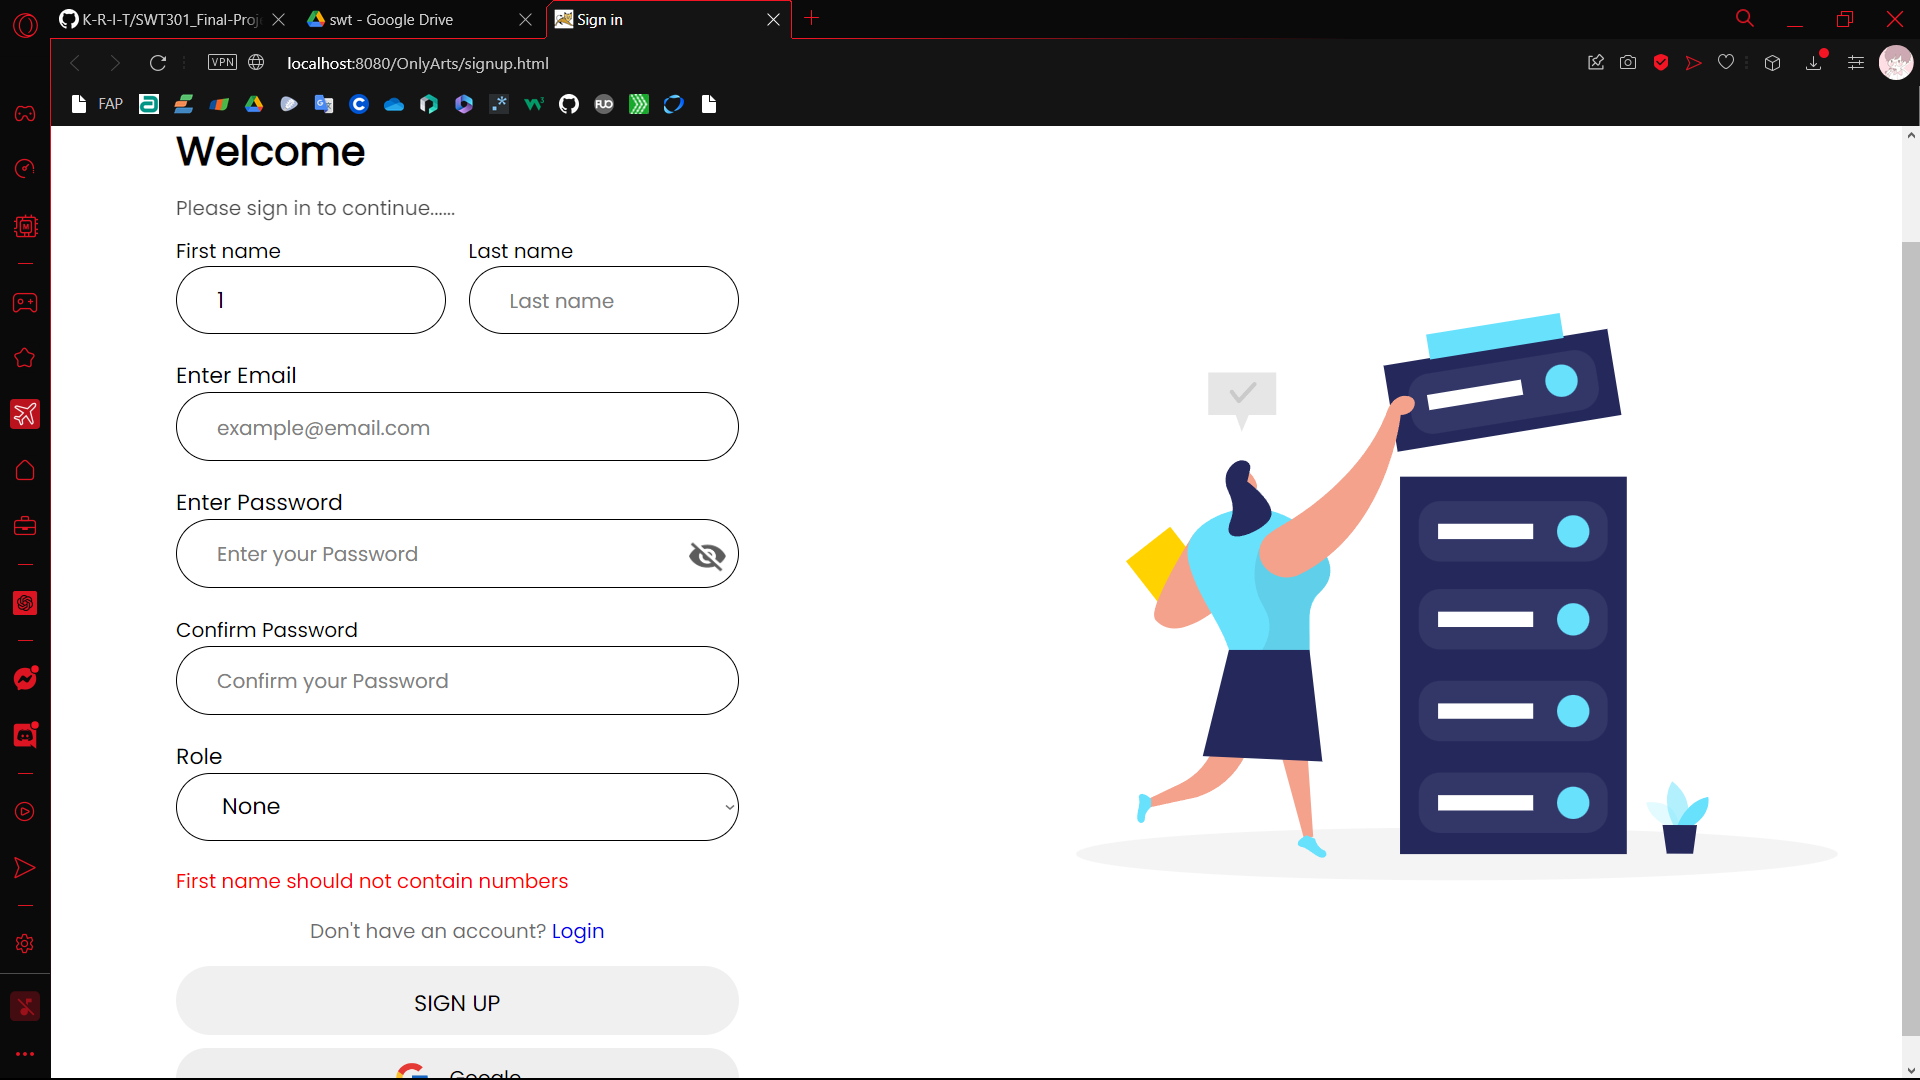 K-R-I-T/SWT301_Final-Proj
swt - Google Drive
Sign in
VPN
localhost:8080/OnlyArts/signup.html
FAP
Welcome
Please sign in to continue......
First name
Last name
1
Last name
Enter Email
example@email.com
Enter Password
Enter your Password
Confirm Password
Confirm your Password
Role
None
First name should not contain numbers
Don't have an account? Login
SIGN UP
Google